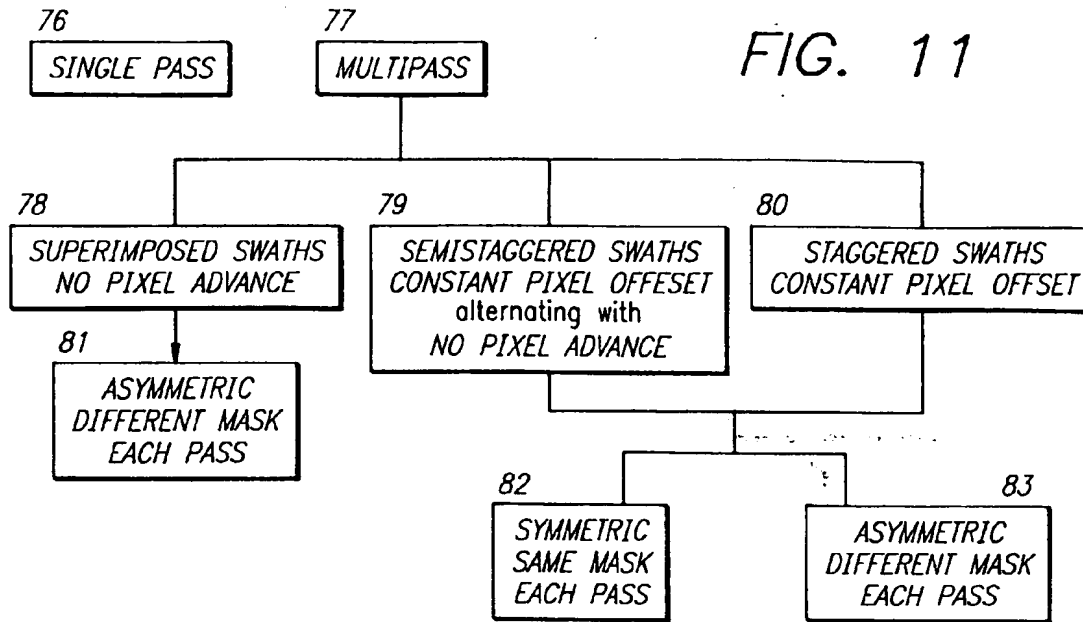 FIG. 11
76
SINGLE PASS
77
MULTIPASS
78
SUPERIMPOSED SWATHS
NO PIXEL ADVANCE
79
SEMISTAGGERED SWATHS
CONSTANT PIXEL OFFESET
alternating with
NO PIXEL ADVANCE
80
STAGGERED SWATHS
CONSTANT PIXEL OFFSET
81
ASYMMETRIC
DIFFERENT MASK
EACH PASS
82
SYMMETRIC
SAME MASK
EACH PASS
83
ASYMMETRIC
DIFFERENT MASK
EACH PASS